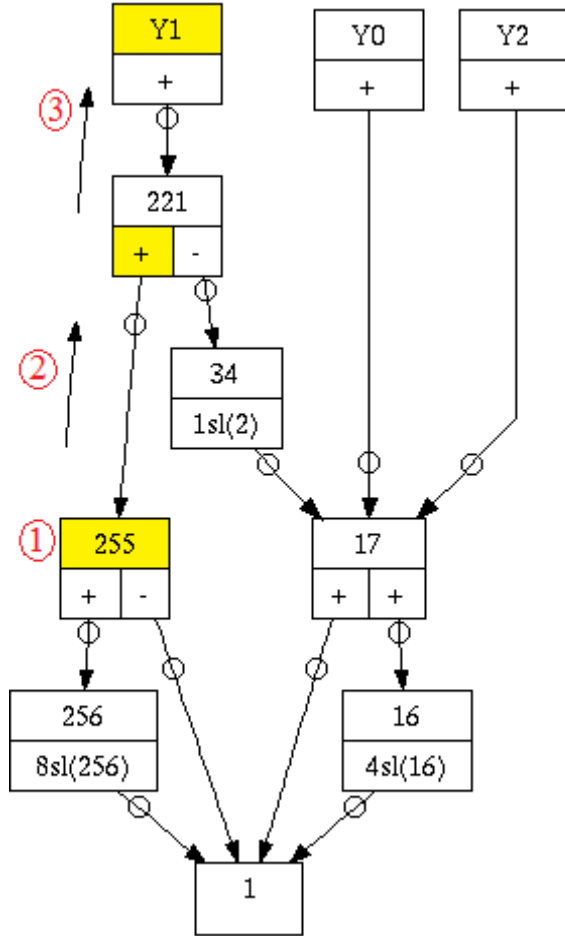 Y1
+
Y0
+
Y2
+
③
221
+ -
②
34
1sl(2)
①
255
+ -
17
+ +
256
8sl(256)
16
4sl(16)
1